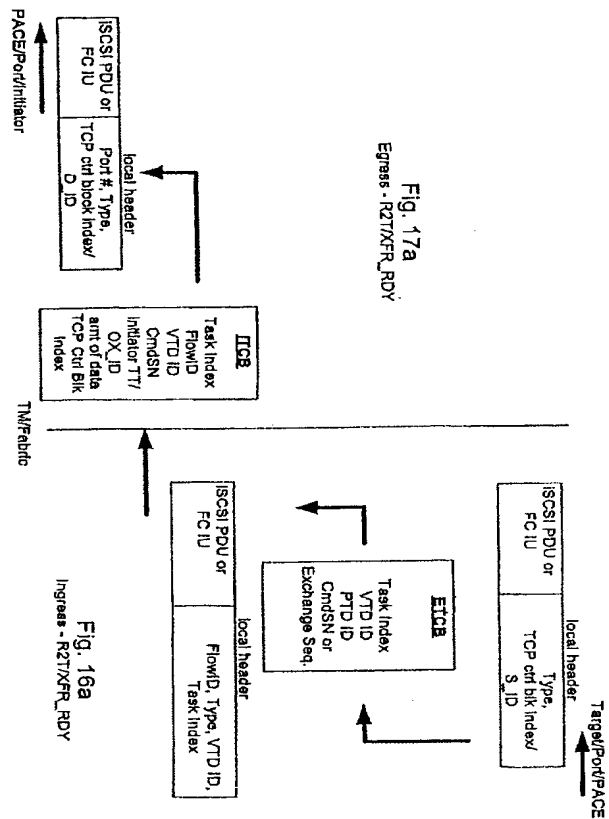 Target/Port/PACE
local header
iSCSI PDU or
FC IU
Type,
TCP ctrl blk index/
S_ID
ETCB
Task Index
VTD ID
PTD ID
CmdSN or
Exchange Seq.
local header
iSCSI PDU or
FC IU
FlowID, Type, VTD ID,
Task Index
Fig. 16a
Ingress - R2T/XFR_RDY
TM/Fabric
Fig. 17a
Egress - R2T/XFR_RDY
ITCB
Task Index
FlowID
VTD ID
CmdSN
Initiator TT/
OX_ID
amt of data
TCP Ctrl Blk
Index
local header
iSCSI PDU or
FC IU
Port #, Type,
TCP ctrl block index/
D_ID
PACE/Port/Initiator